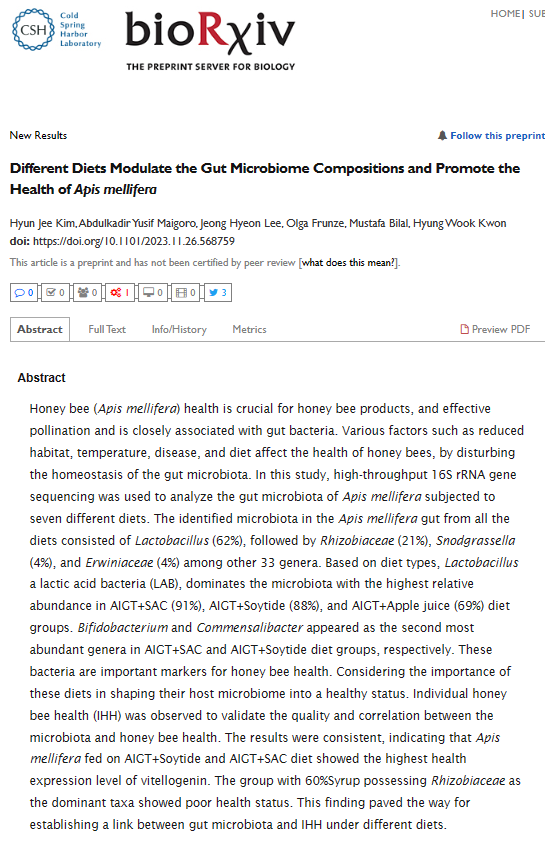 CSH Cold Spring Harbor Laboratory
bioRxiv
THE PREPRINT SERVER FOR BIOLOGY
HOME| SUB
New Results
Follow this preprint
Different Diets Modulate the Gut Microbiome Compositions and Promote the
Health of Apis mellifera
Hyun Jee Kim, Abdulkadir Yusif Maigoro, Jeong Hyeon Lee, Olga Frunze, Mustafa Bilal, Hyung Wook Kwon
doi: https://doi.org/10.1101/2023.11.26.568759
This article is a preprint and has not been certified by peer review [what does this mean?].
0 0 0 1 0 0 3
Abstract Full Text Info/History Metrics Preview PDF
Abstract
Honey bee (Apis mellifera) health is crucial for honey bee products, and effective
pollination and is closely associated with gut bacteria. Various factors such as reduced
habitat, temperature, disease, and diet affect the health of honey bees, by disturbing
the homeostasis of the gut microbiota. In this study, high-throughput 16S rRNA gene
sequencing was used to analyze the gut microbiota of Apis mellifera subjected to
seven different diets. The identified microbiota in the Apis mellifera gut from all the
diets consisted of Lactobacillus (62%), followed by Rhizobiaceae (21%), Snodgrassella
(4%), and Erwiniaceae (4%) among other 33 genera. Based on diet types, Lactobacillus
a lactic acid bacteria (LAB), dominates the microbiota with the highest relative
abundance in AIGT+SAC (91%), AIGT+Soytide (88%), and AIGT+Apple juice (69%) diet
groups. Bifidobacterium and Commensalibacter appeared as the second most
abundant genera in AIGT+SAC and AIGT+Soytide diet groups, respectively. These
bacteria are important markers for honey bee health. Considering the importance of
these diets in shaping their host microbiome into a healthy status. Individual honey
bee health (IHH) was observed to validate the quality and correlation between the
microbiota and honey bee health. The results were consistent, indicating that Apis
mellifera fed on AIGT+Soytide and AIGT+SAC diet showed the highest health
expression level of vitellogenin. The group with 60%Syrup possessing Rhizobiaceae as
the dominant taxa showed poor health status. This finding paved the way for
establishing a link between gut microbiota and IHH under different diets.